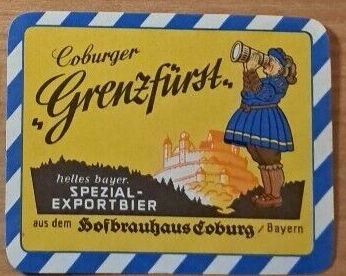 Coburger
„Grenzfürst"
helles bayer.
SPEZIAL-
EXPORTBIER
aus dem Hofbrauhaus Coburg / Bayern